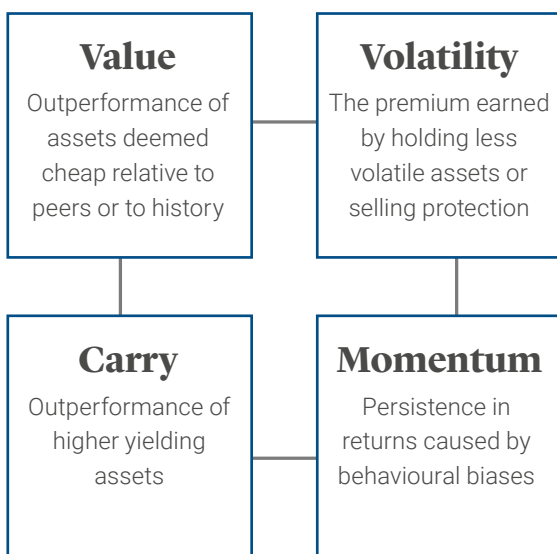 Value
Outperformance of
assets deemed
cheap relative to
peers or to history
Volatility
The premium earned
by holding less
volatile assets or
selling protection
Carry
Outperformance of
higher yielding
assets
Momentum
Persistence in
returns caused by
behavioural biases